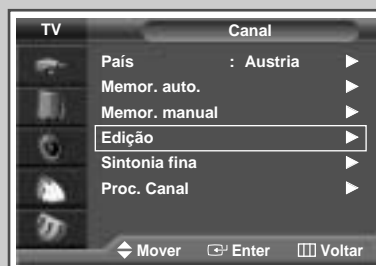 TV Canal
País : Austria
Memor. auto.
Memor. manual
Edição
Sintonia fina
Proc. Canal
Mover Enter Voltar